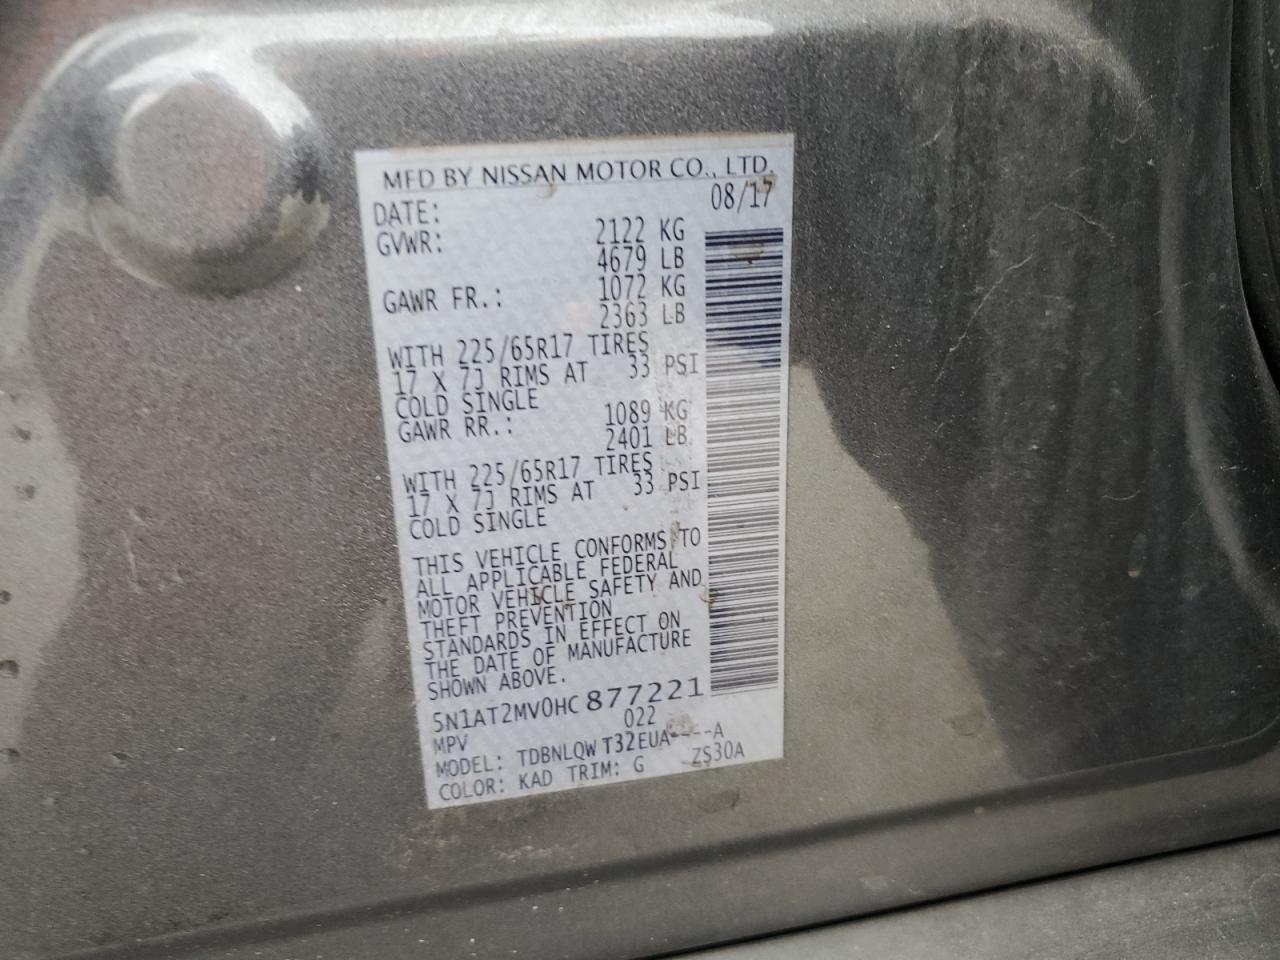 MFD BY NISSAN MOTOR CO., LTD.
DATE: 08/17
GVWR: 2122 KG
4679 LB
GAWR FR.: 1072 KG
2363 LB
WITH 225/65R17 TIRES
17 X 7J RIMS AT 33 PSI
COLD SINGLE
GAWR RR.: 1089 KG
2401 LB
WITH 225/65R17 TIRES
17 X 7J RIMS AT 33 PSI
COLD SINGLE
THIS VEHICLE CONFORMS TO
ALL APPLICABLE FEDERAL
MOTOR VEHICLE SAFETY AND
THEFT PREVENTION
STANDARDS IN EFFECT ON
THE DATE OF MANUFACTURE
SHOWN ABOVE.
5N1AT2MV0HC877221
MPV 022
MODEL: TDBNLQW T32EUA----A
COLOR: KAD TRIM: G ZS30A